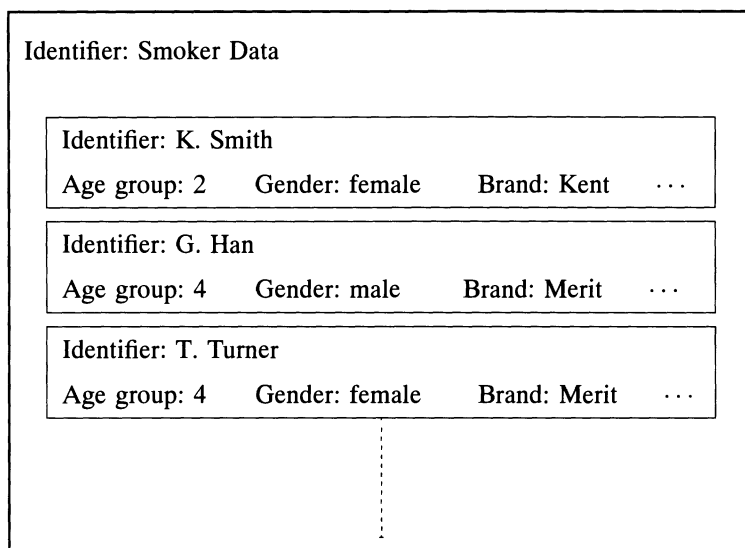 Identifier: Smoker Data
Identifier: K. Smith
Age group: 2 Gender: female Brand: Kent ···
Identifier: G. Han
Age group: 4 Gender: male Brand: Merit ···
Identifier: T. Turner
Age group: 4 Gender: female Brand: Merit ···